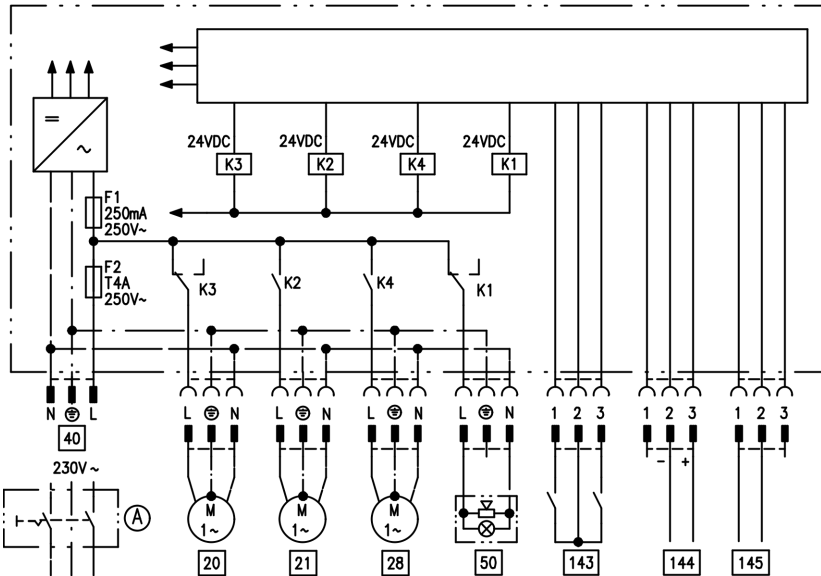 24VDC 24VDC 24VDC 24VDC
K3 K2 K4 K1
=
~
F1
250mA
250V~
F2
T4A
250V~
K3 K2 K4 K1
N L L N L N L N L N 1 2 3 1 2 3 1 2 3
40
- +
230V ~
A
M M M
1~ 1~ 1~
20 21 28 50 143 144 145